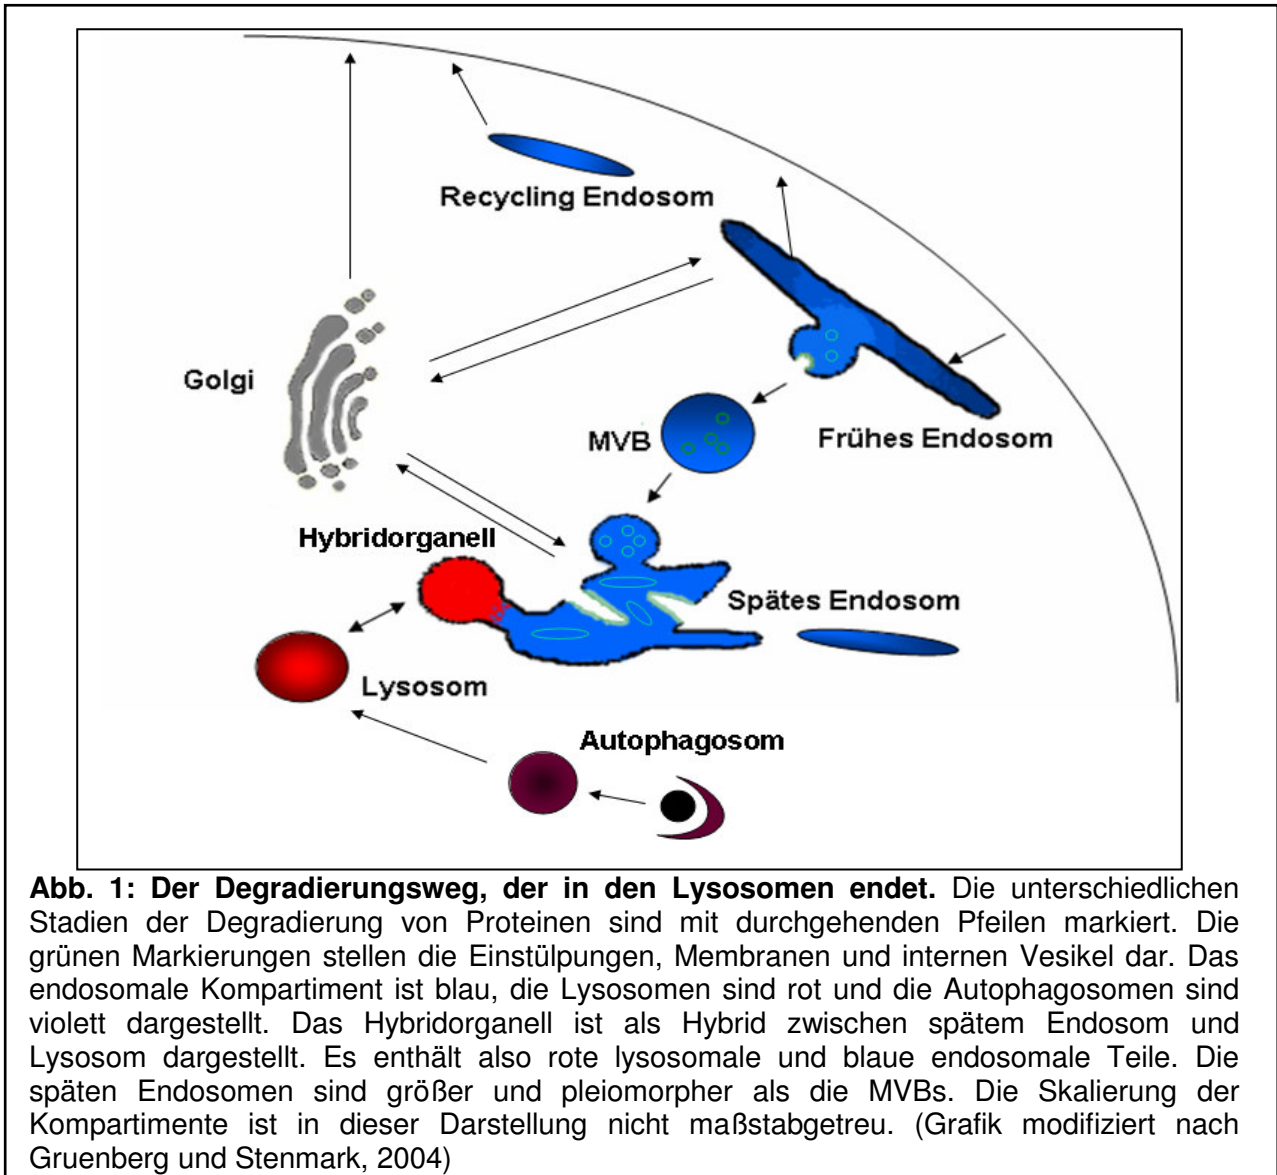 Recycling Endosom
Golgi
MVB
Frühes Endosom
Hybridorganell
Spätes Endosom
Lysosom
Autophagosom
Abb. 1: Der Degradierungsweg, der in den Lysosomen endet. Die unterschiedlichen
Stadien der Degradierung von Proteinen sind mit durchgehenden Pfeilen markiert. Die
grünen Markierungen stellen die Einstülpungen, Membranen und internen Vesikel dar. Das
endosomale Kompartiment ist blau, die Lysosomen sind rot und die Autophagosomen sind
violett dargestellt. Das Hybridorganell ist als Hybrid zwischen spätem Endosom und
Lysosom dargestellt. Es enthält also rote lysosomale und blaue endosomale Teile. Die
späten Endosomen sind größer und pleiomorpher als die MVBs. Die Skalierung der
Kompartimente ist in dieser Darstellung nicht maßstabgetreu. (Grafik modifiziert nach
Gruenberg und Stenmark, 2004)